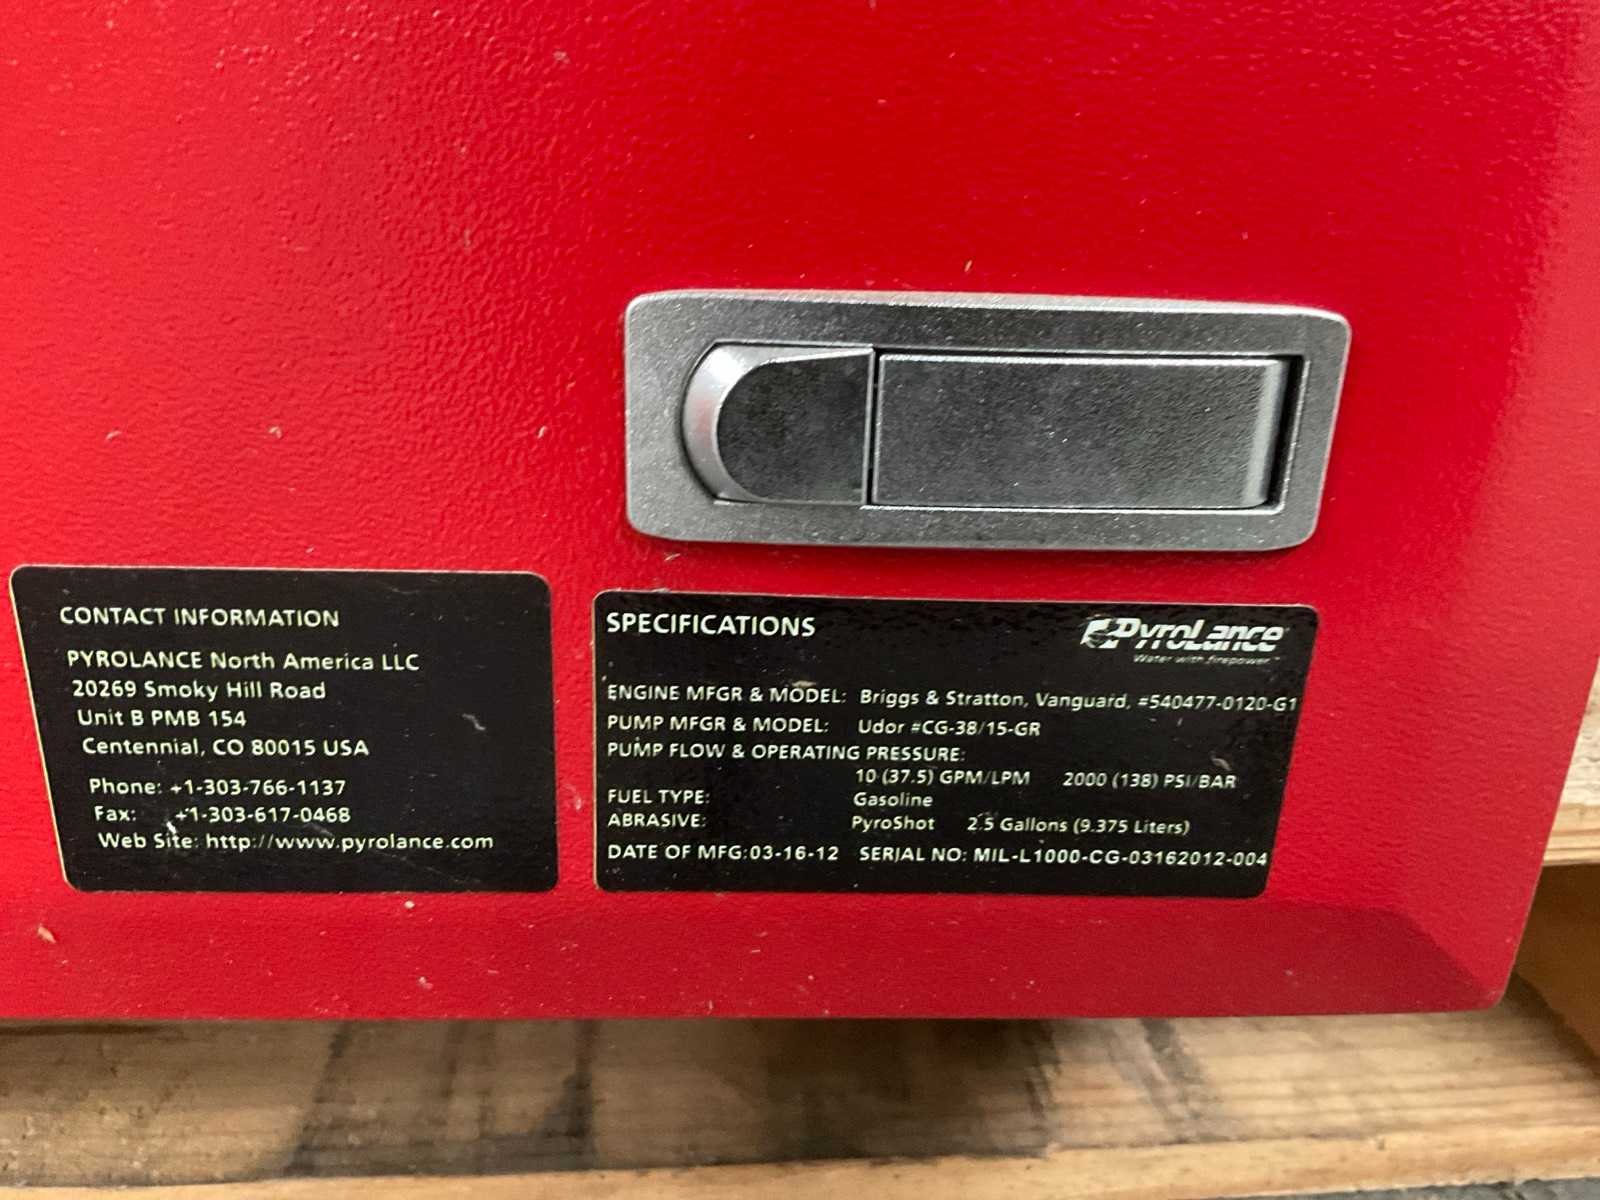 CONTACT INFORMATION
PYROLANCE North America LLC
20269 Smoky Hill Road
Unit B PMB 154
Centennial, CO 80015 USA
Phone: +1-303-766-1137
Fax: +1-303-617-0468
Web Site: http://www.pyrolance.com
SPECIFICATIONS
PyroLance
Water with firepower.™
ENGINE MFGR & MODEL: Briggs & Stratton, Vanguard, #540477-0120-G1
PUMP MFGR & MODEL: Udor #CG-38/15-GR
PUMP FLOW & OPERATING PRESSURE:
10 (37.5) GPM/LPM 2000 (138) PSI/BAR
FUEL TYPE: Gasoline
ABRASIVE: PyroShot 2.5 Gallons (9.375 Liters)
DATE OF MFG:03-16-12 SERIAL NO: MIL-L1000-CG-03162012-004